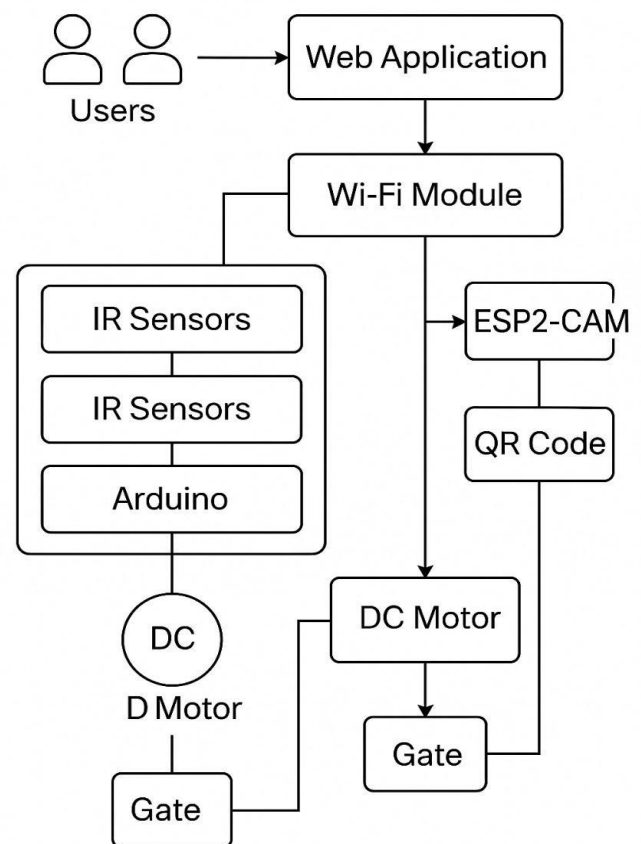 Users
Web Application
Wi-Fi Module
IR Sensors
IR Sensors
Arduino
ESP2-CAM
QR Code
DC
D Motor
DC Motor
Gate
Gate